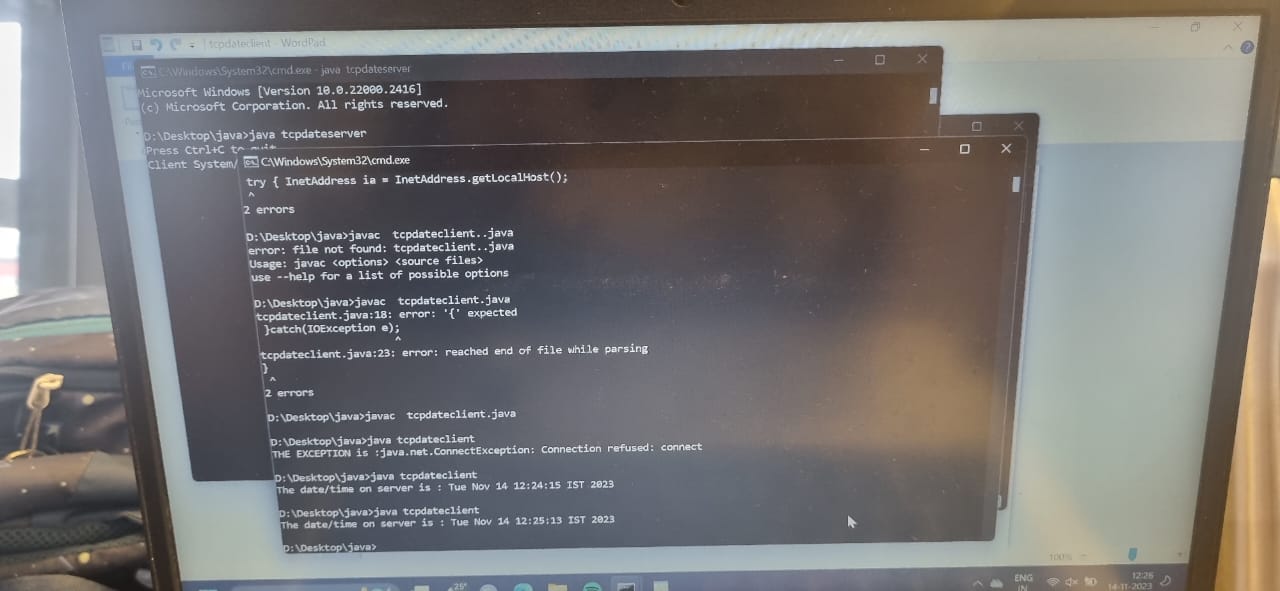 tcpdateclient - WordPad
C:\Windows\System32\cmd.exe - java tcpdateserver
Microsoft Windows [Version 10.0.22000.2416]
(c) Microsoft Corporation. All rights reserved.
D:\Desktop\java>java tcpdateserver
Press Ctrl+C to quit
Client System/
C:\Windows\System32\cmd.exe
try { InetAddress ia = InetAddress.getLocalHost();
^
2 errors
D:\Desktop\java>javac tcpdateclient..java
error: file not found: tcpdateclient..java
Usage: javac <options> <source files>
use --help for a list of possible options
D:\Desktop\java>javac tcpdateclient.java
tcpdateclient.java:18: error: '{' expected
}catch(IOException e);
^
tcpdateclient.java:23: error: reached end of file while parsing
}
^
2 errors
D:\Desktop\java>javac tcpdateclient.java
D:\Desktop\java>java tcpdateclient
THE EXCEPTION is :java.net.ConnectException: Connection refused: connect
D:\Desktop\java>java tcpdateclient
The date/time on server is : Tue Nov 14 12:24:15 IST 2023
D:\Desktop\java>java tcpdateclient
The date/time on server is : Tue Nov 14 12:25:13 IST 2023
D:\Desktop\java>
100%
25°
ENG
IN
12:26
14-11-2023